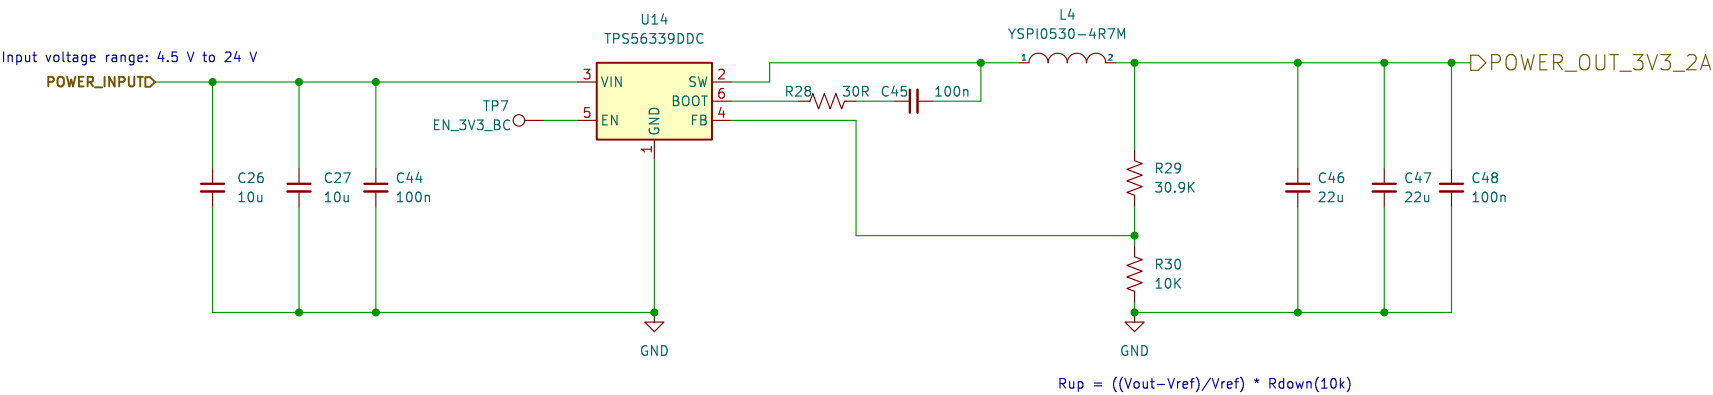 Input voltage range: 4.5 V to 24 V
POWER_INPUT
U14
TPS56339DDC
3
VIN
SW
2
BOOT
6
5
EN
GND
FB
4
1
TP7
EN_3V3_BC
R28
30R
C45
100n
L4
YSPI0530-4R7M
1
2
POWER_OUT_3V3_2A
C26
10u
C27
10u
C44
100n
R29
30.9K
R30
10K
C46
22u
C47
22u
C48
100n
GND
GND
Rup = ((Vout-Vref)/Vref) * Rdown(10k)